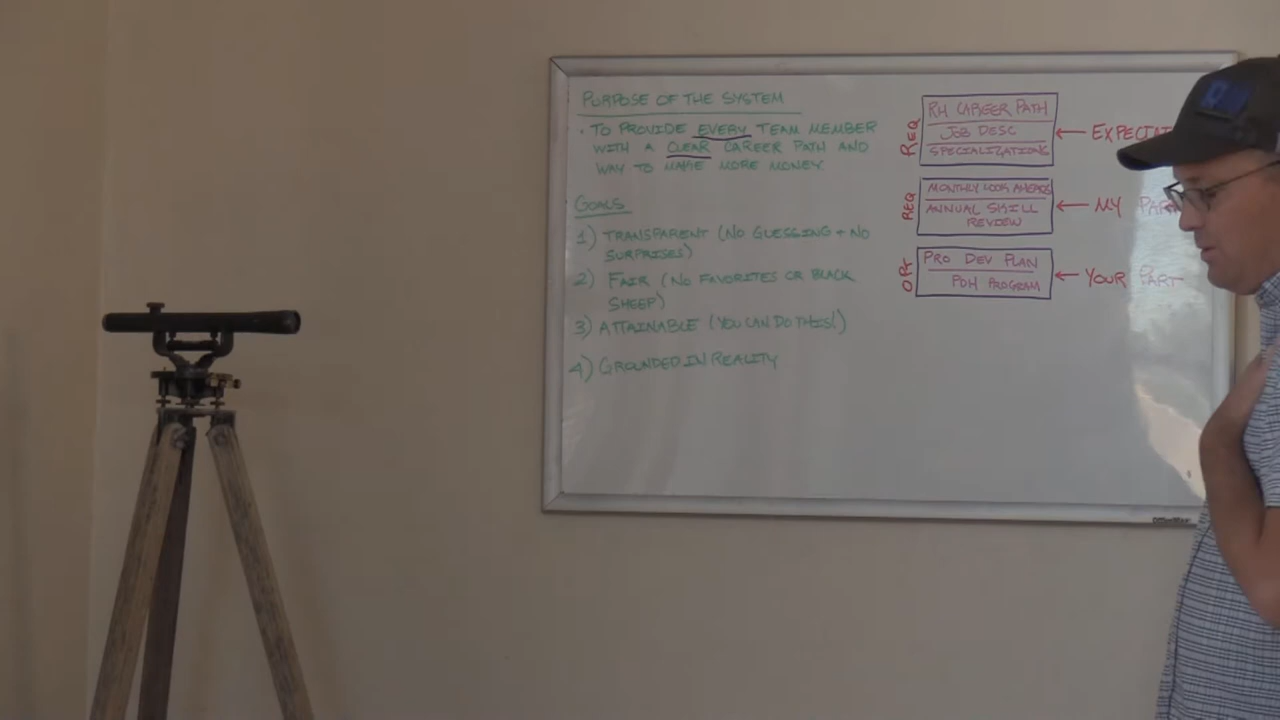 PURPOSE OF THE SYSTEM
• TO PROVIDE EVERY TEAM MEMBER
WITH A CLEAR CAREER PATH AND
WAY TO MAKE MORE MONEY.
GOALS
1) TRANSPARENT (NO GUESSING + NO
SURPRISES)
2) FAIR (NO FAVORITES OR BLACK
SHEEP)
3) ATTAINABLE (YOU CAN DO THIS!)
4) GROUNDED IN REALITY
REQ
RH CAREER PATH
JOB DESC
SPECIALIZATIONS
← EXPECTAT
REQ
MONTHLY LOOK AHEADS
ANNUAL SKILL
REVIEW
← MY PART
OPT
PRO DEV PLAN
PDH PROGRAM
← YOUR PART
OfficeMax